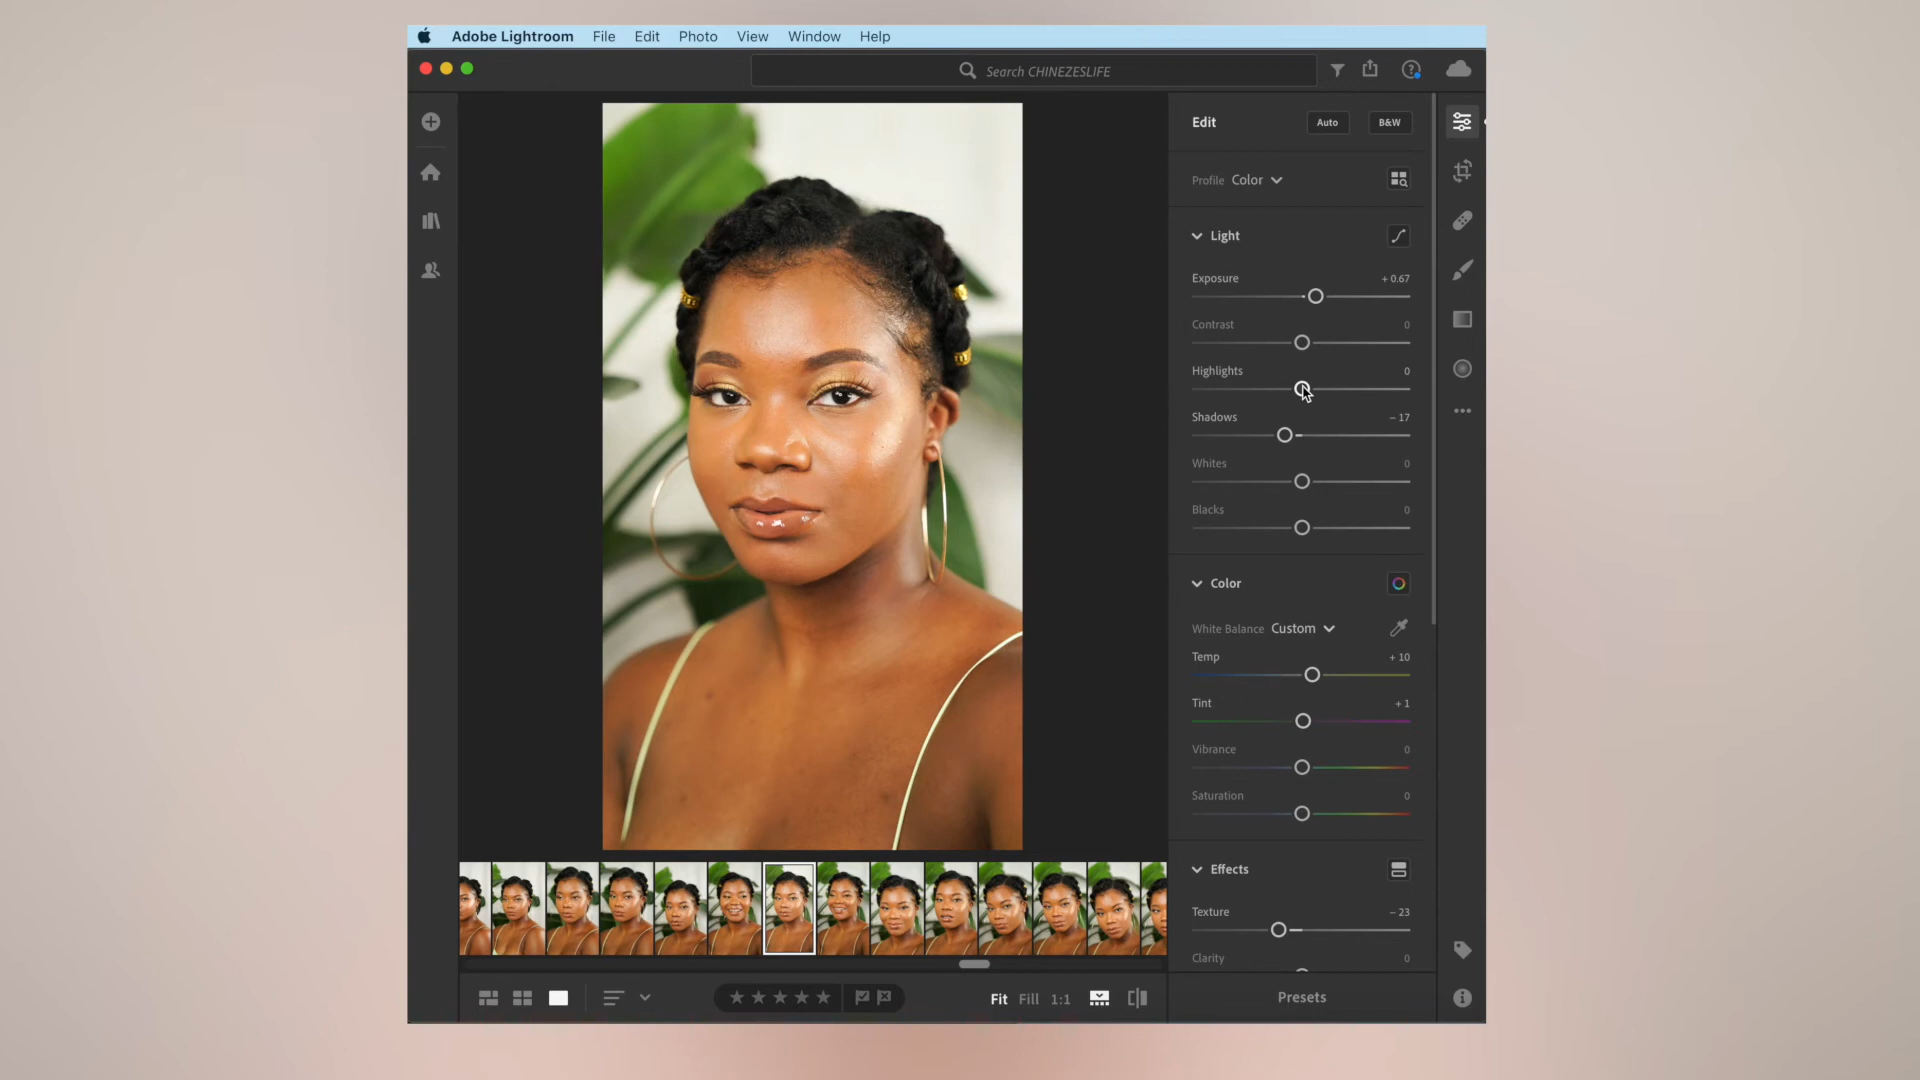 Adobe Lightroom File Edit Photo View Window Help
Search CHINEZESLIFE
Edit Auto B&W
Profile Color
Light
Exposure + 0.67
Contrast 0
Highlights 0
Shadows – 17
Whites 0
Blacks 0
Color
White Balance Custom
Temp + 10
Tint + 1
Vibrance 0
Saturation 0
Effects
Texture – 23
Clarity 0
Fit Fill 1:1
Presets